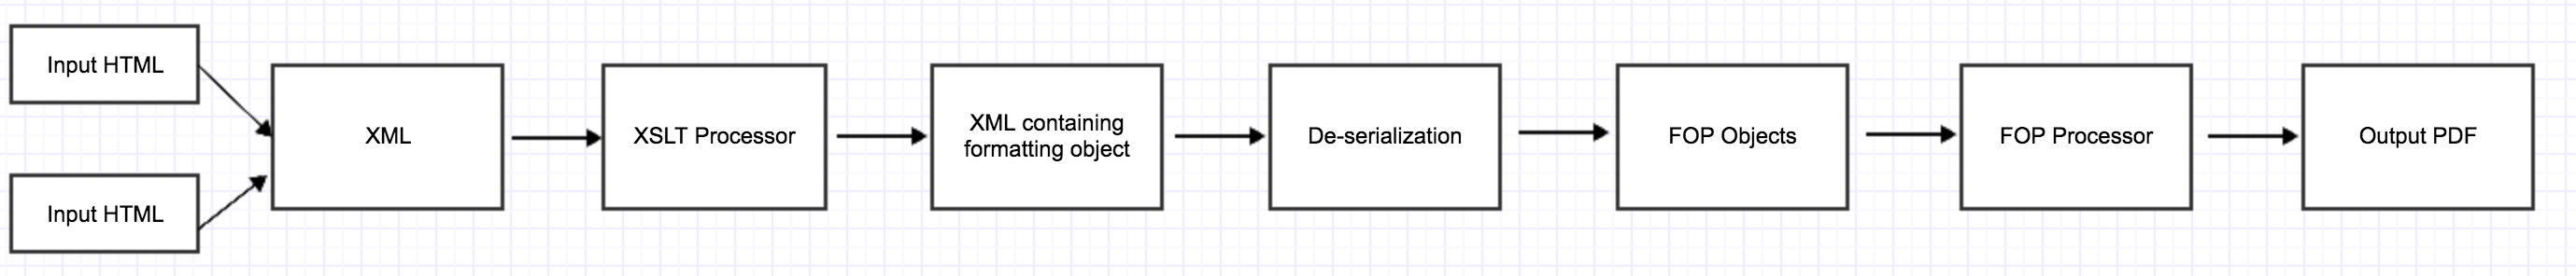 Input HTML
Input HTML
XML
XSLT Processor
XML containing
formatting object
De-serialization
FOP Objects
FOP Processor
Output PDF